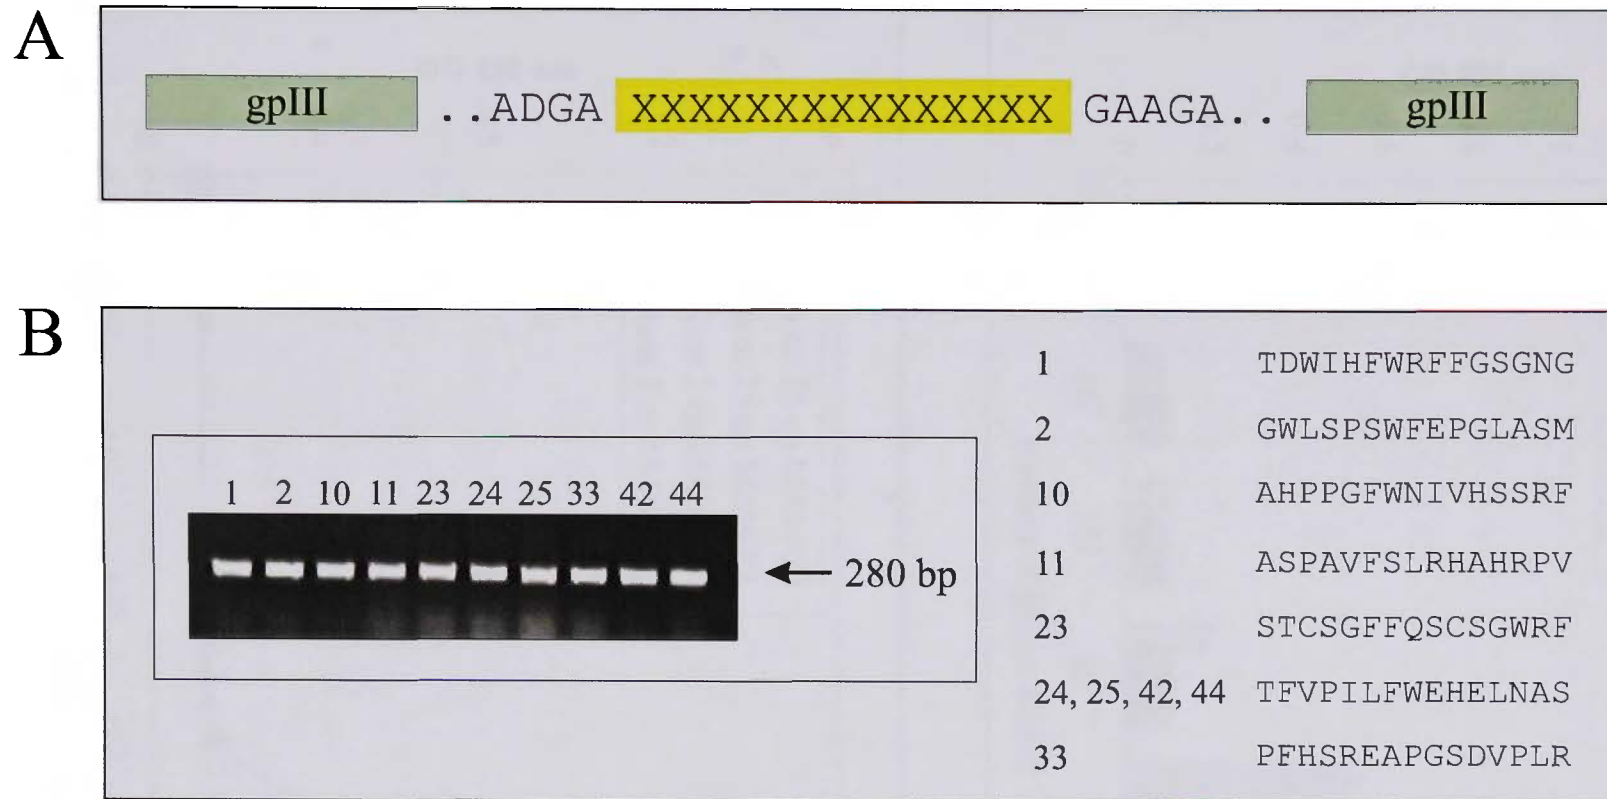 A
gpIII ..ADGA XXXXXXXXXXXXXXX GAAGA.. gpIII
B
1 2 10 11 23 24 25 33 42 44
280 bp
1 TDWIHFWRFFGSGNG
2 GWLSPSWFEPGLASM
10 AHPPGFWNIVHSSRF
11 ASPAVFSLRHAHRPV
23 STCSGFFQSCSGWRF
24, 25, 42, 44 TFVPILFWEHELNAS
33 PFHSREAPGSDVPLR